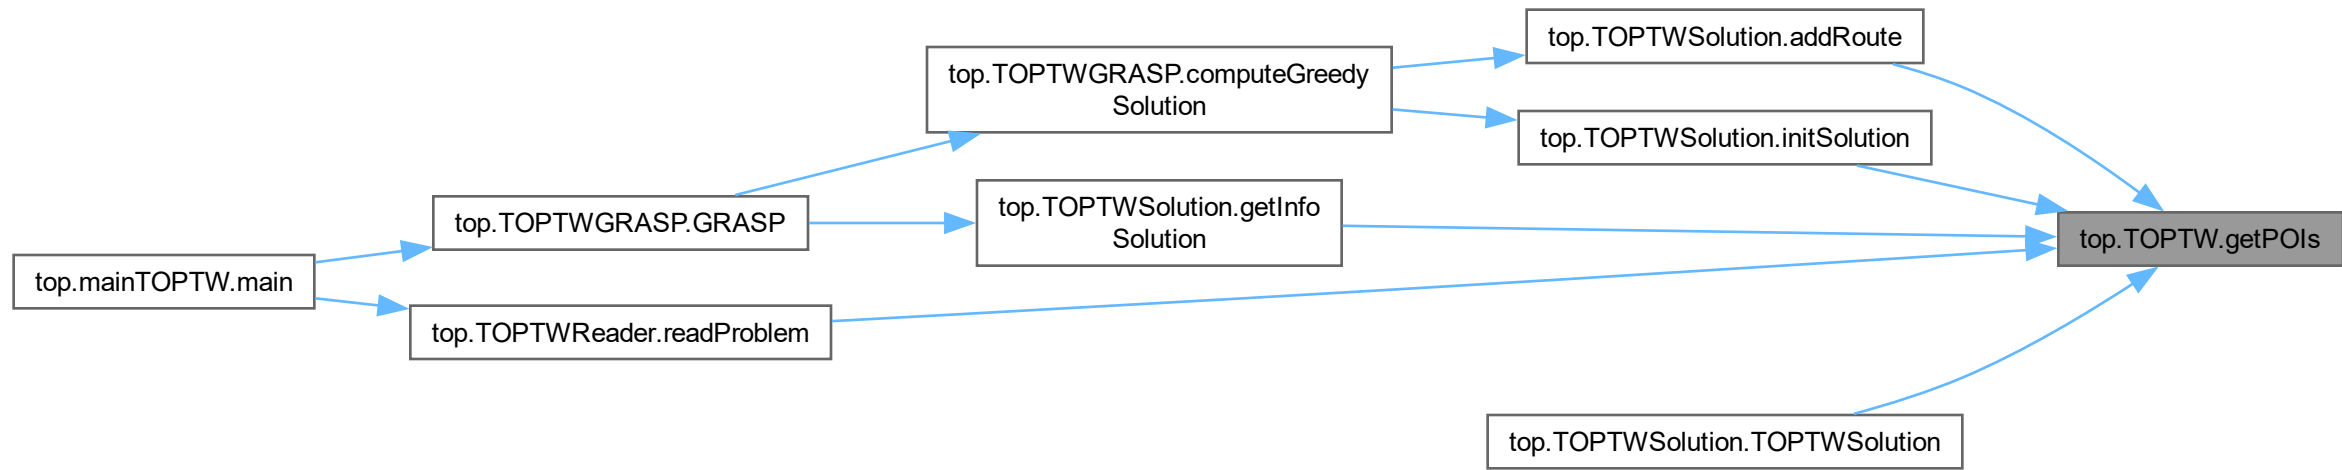 top.TOPTWSolution.addRoute
top.TOPTWGRASP.computeGreedy
Solution
top.TOPTWSolution.initSolution
top.TOPTWGRASP.GRASP
top.TOPTWSolution.getInfo
Solution
top.TOPTW.getPOIs
top.mainTOPTW.main
top.TOPTWReader.readProblem
top.TOPTWSolution.TOPTWSolution